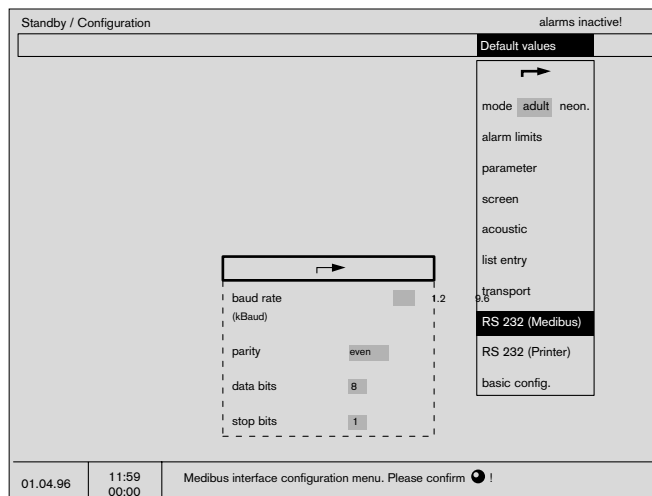 Standby / Configuration alarms inactive!
Default values
mode adult neon.
alarm limits
parameter
screen
acoustic
list entry
transport
RS 232 (Medibus)
RS 232 (Printer)
basic config.
baud rate 1.2 9.6
(kBaud)
parity even
data bits 8
stop bits 1
01.04.96
11:59
00:00
Medibus interface configuration menu. Please confirm !